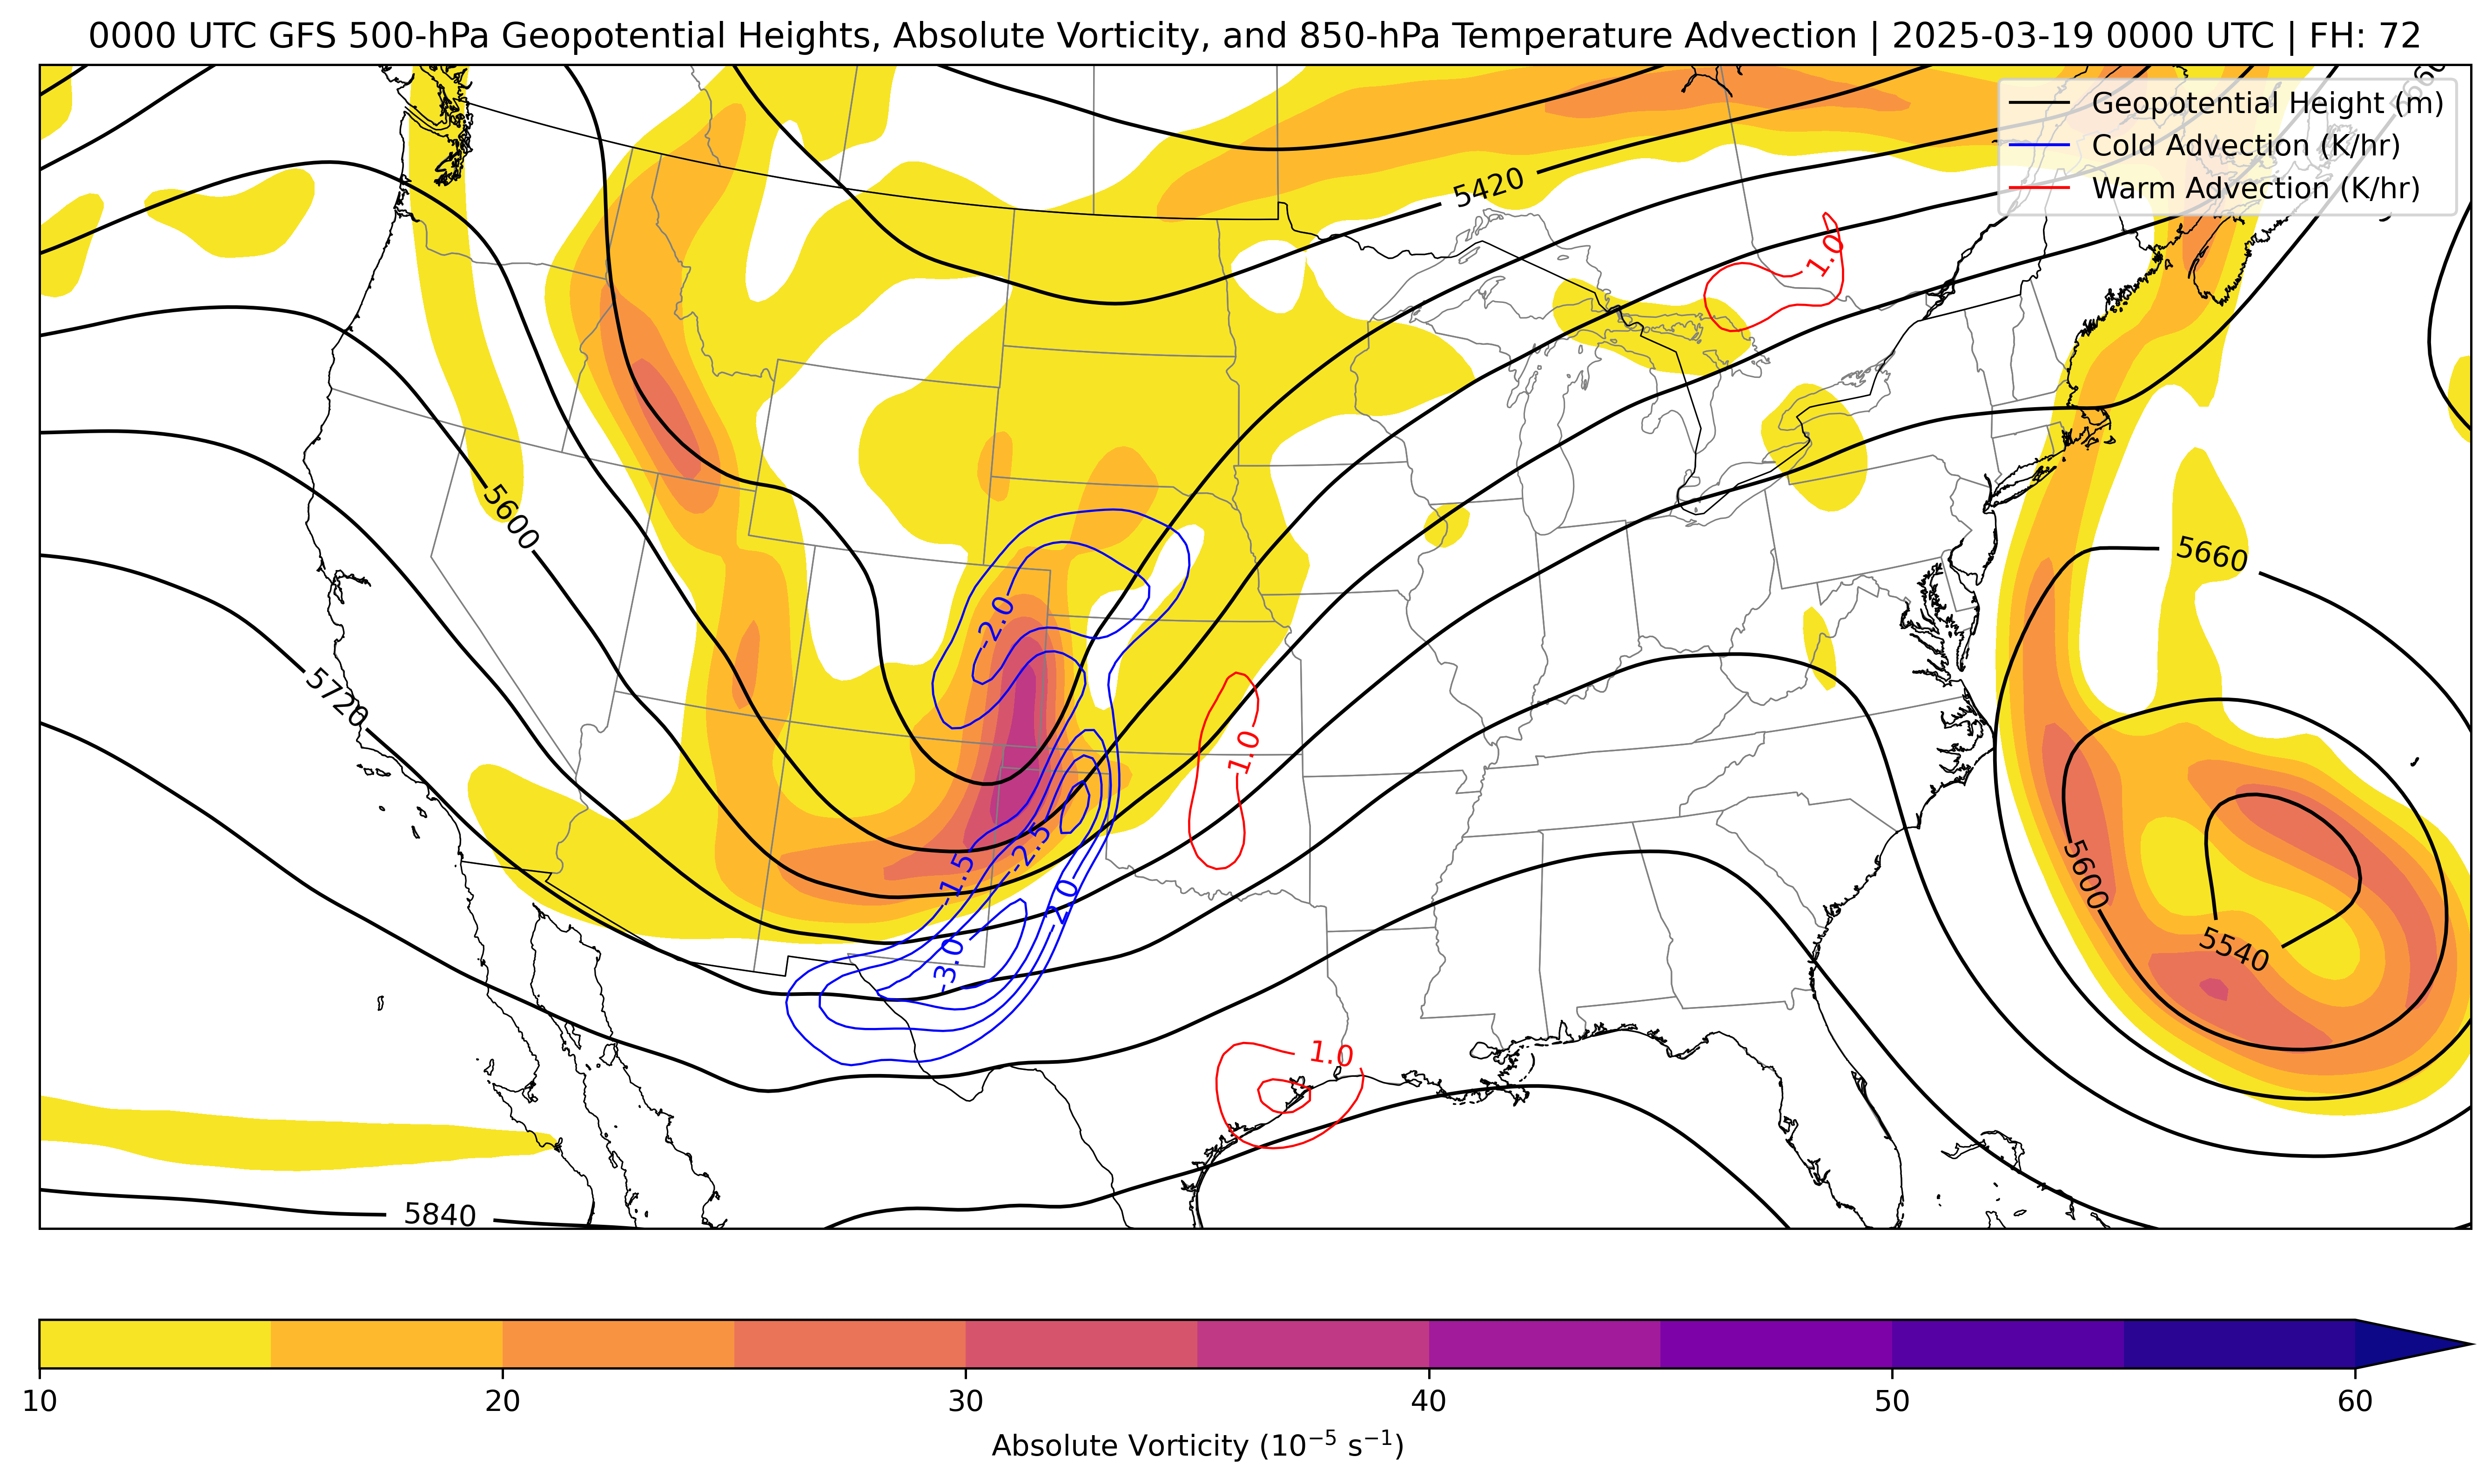 0000 UTC GFS 500-hPa Geopotential Heights, Absolute Vorticity, and 850-hPa Temperature Advection | 2025-03-19 0000 UTC | FH: 72
Geopotential Height (m)
Cold Advection (K/hr)
Warm Advection (K/hr)
5420
1.0
5600
5660
-2.0
5720
1.0
-2.5
-1.5
-2.0
5600
-3.0
5540
1.0
5840
10 20 30 40 50 60
Absolute Vorticity (10⁻⁵ s⁻¹)